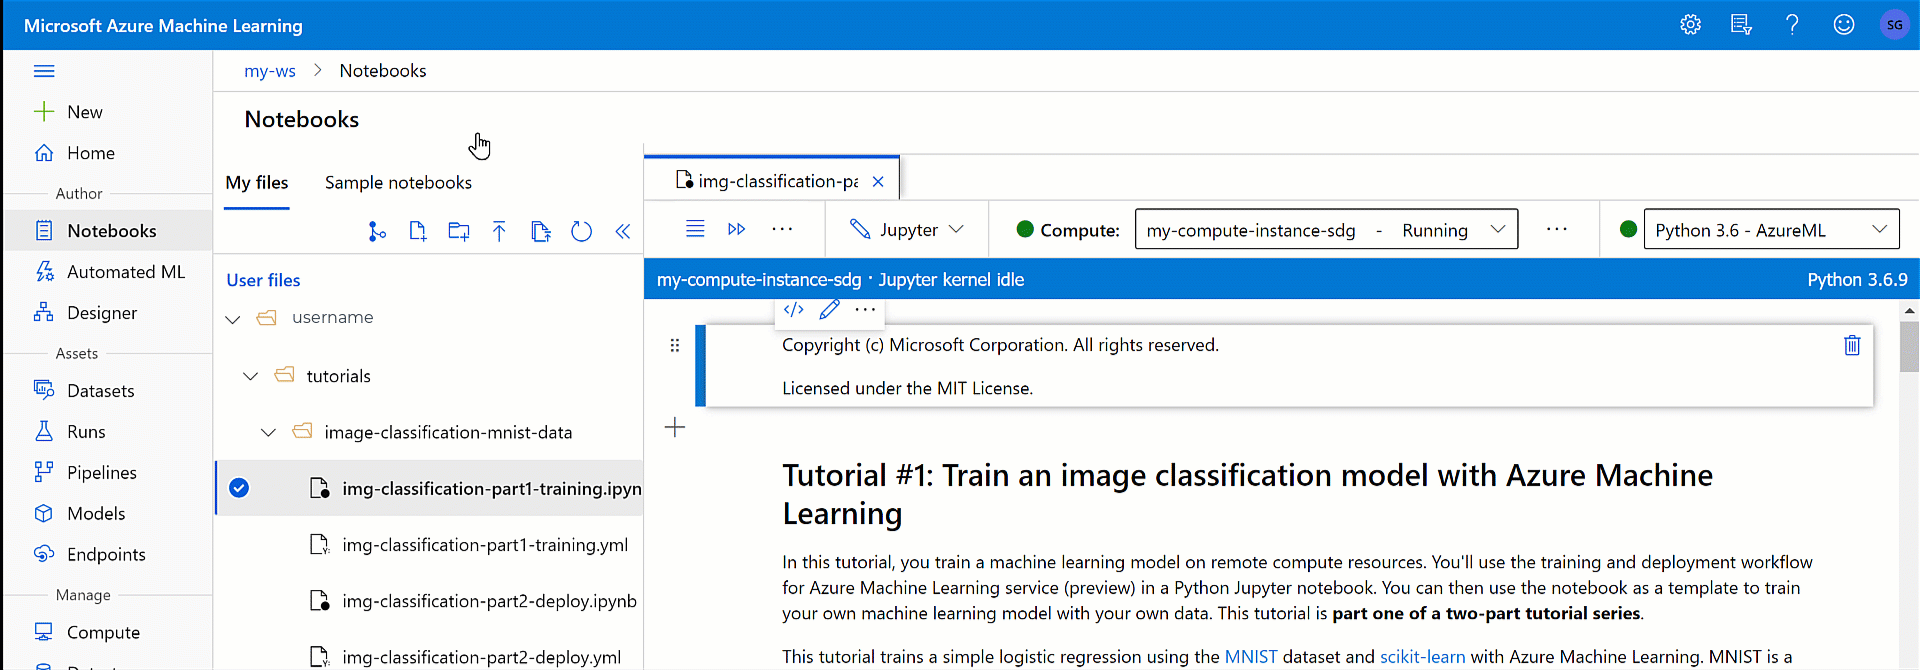 Microsoft Azure Machine Learning
SG
my-ws > Notebooks
New
Home
Author
Notebooks
Automated ML
Designer
Assets
Datasets
Runs
Pipelines
Models
Endpoints
Manage
Compute
Notebooks
My files
Sample notebooks
User files
username
tutorials
image-classification-mnist-data
img-classification-part1-training.ipyn
img-classification-part1-training.yml
img-classification-part2-deploy.ipynb
img-classification-part2-deploy.yml
img-classification-pa
Jupyter
Compute:
my-compute-instance-sdg - Running
Python 3.6 - AzureML
my-compute-instance-sdg · Jupyter kernel idle
Python 3.6.9
Copyright (c) Microsoft Corporation. All rights reserved.
Licensed under the MIT License.
Tutorial #1: Train an image classification model with Azure Machine
Learning
In this tutorial, you train a machine learning model on remote compute resources. You'll use the training and deployment workflow
for Azure Machine Learning service (preview) in a Python Jupyter notebook. You can then use the notebook as a template to train
your own machine learning model with your own data. This tutorial is part one of a two-part tutorial series.
This tutorial trains a simple logistic regression using the MNIST dataset and scikit-learn with Azure Machine Learning. MNIST is a